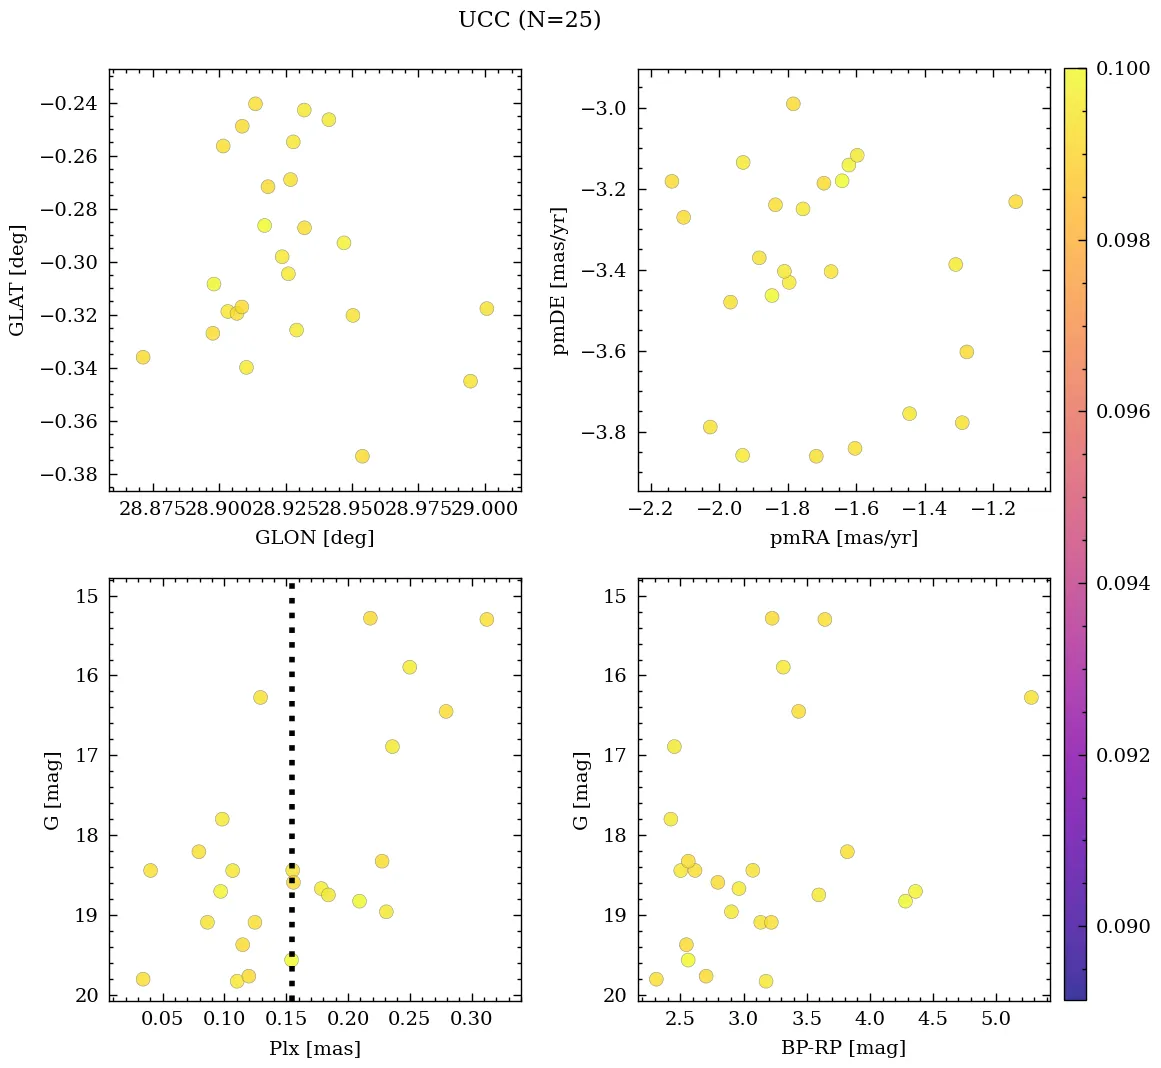 UCC (N=25)
−0.24
−0.26
−0.28
−0.30
−0.32
−0.34
−0.36
−0.38
GLAT [deg]
28.875 28.900 28.925 28.950 28.975 29.000
GLON [deg]
−3.0
−3.2
−3.4
−3.6
−3.8
pmDE [mas/yr]
−2.2 −2.0 −1.8 −1.6 −1.4 −1.2
pmRA [mas/yr]
15
16
17
18
19
20
G [mag]
0.05 0.10 0.15 0.20 0.25 0.30
Plx [mas]
15
16
17
18
19
20
G [mag]
2.5 3.0 3.5 4.0 4.5 5.0
BP-RP [mag]
0.100
0.098
0.096
0.094
0.092
0.090